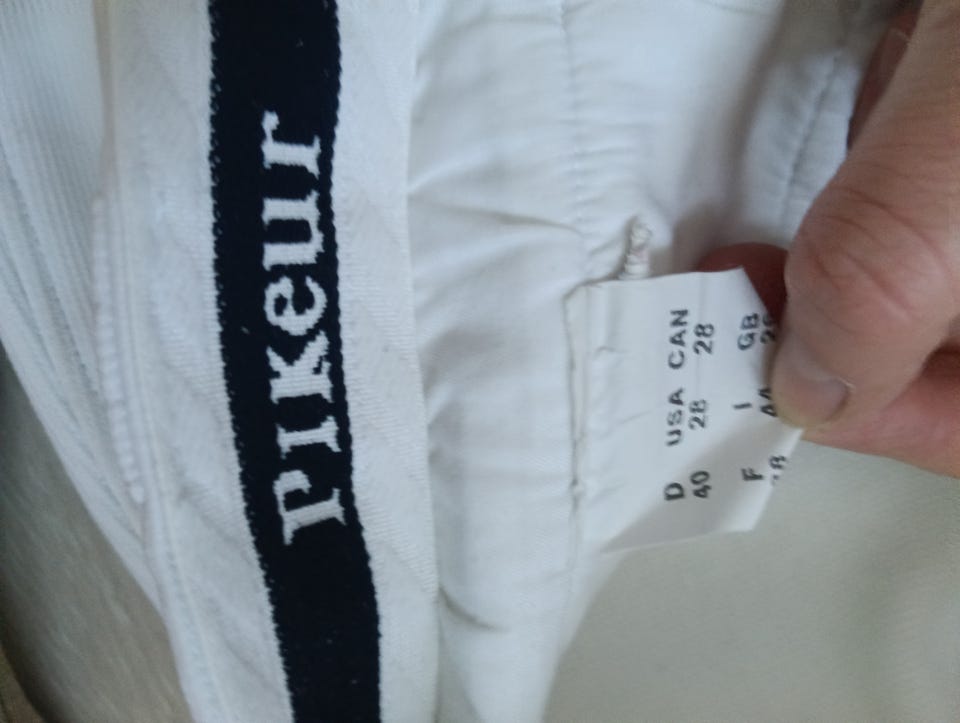 Pikeur
D USA CAN
40 28 28
F I GB